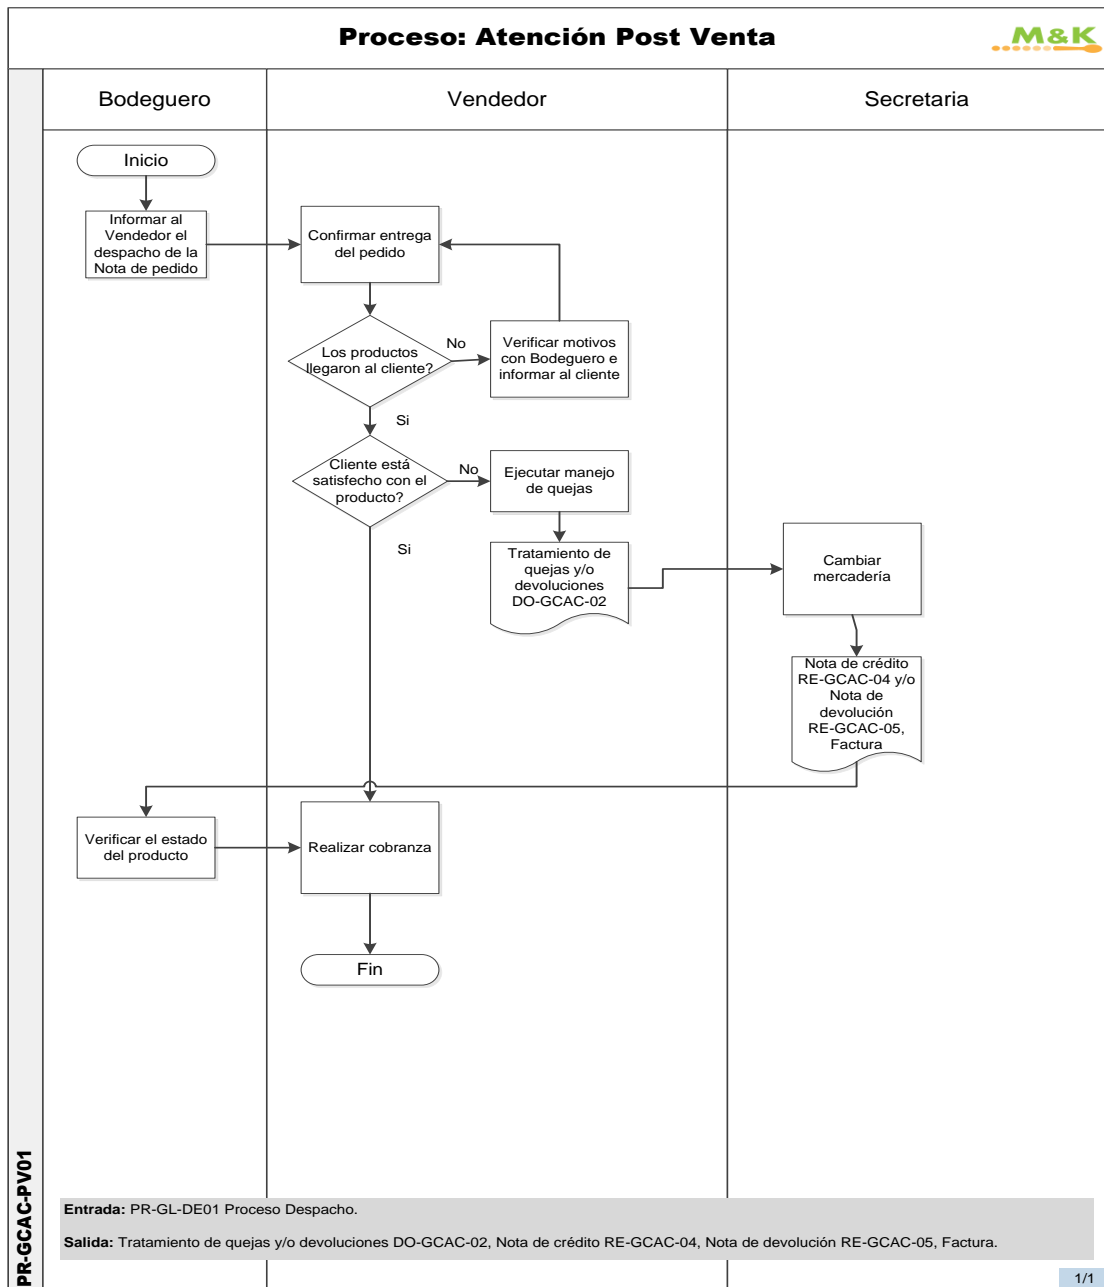 Proceso: Atención Post Venta
M&K
Bodeguero
Vendedor
Secretaria
Inicio
Informar al
Vendedor el
despacho de la
Nota de pedido
Confirmar entrega
del pedido
Los productos
llegaron al cliente?
No
Verificar motivos
con Bodeguero e
informar al cliente
Si
Cliente está
satisfecho con el
producto?
No
Ejecutar manejo
de quejas
Si
Tratamiento de
quejas y/o
devoluciones
DO-GCAC-02
Cambiar
mercadería
Nota de crédito
RE-GCAC-04 y/o
Nota de
devolución
RE-GCAC-05,
Factura
Verificar el estado
del producto
Realizar cobranza
Fin
PR-GCAC-PV01
Entrada: PR-GL-DE01 Proceso Despacho.
Salida: Tratamiento de quejas y/o devoluciones DO-GCAC-02, Nota de crédito RE-GCAC-04, Nota de devolución RE-GCAC-05, Factura.
1/1